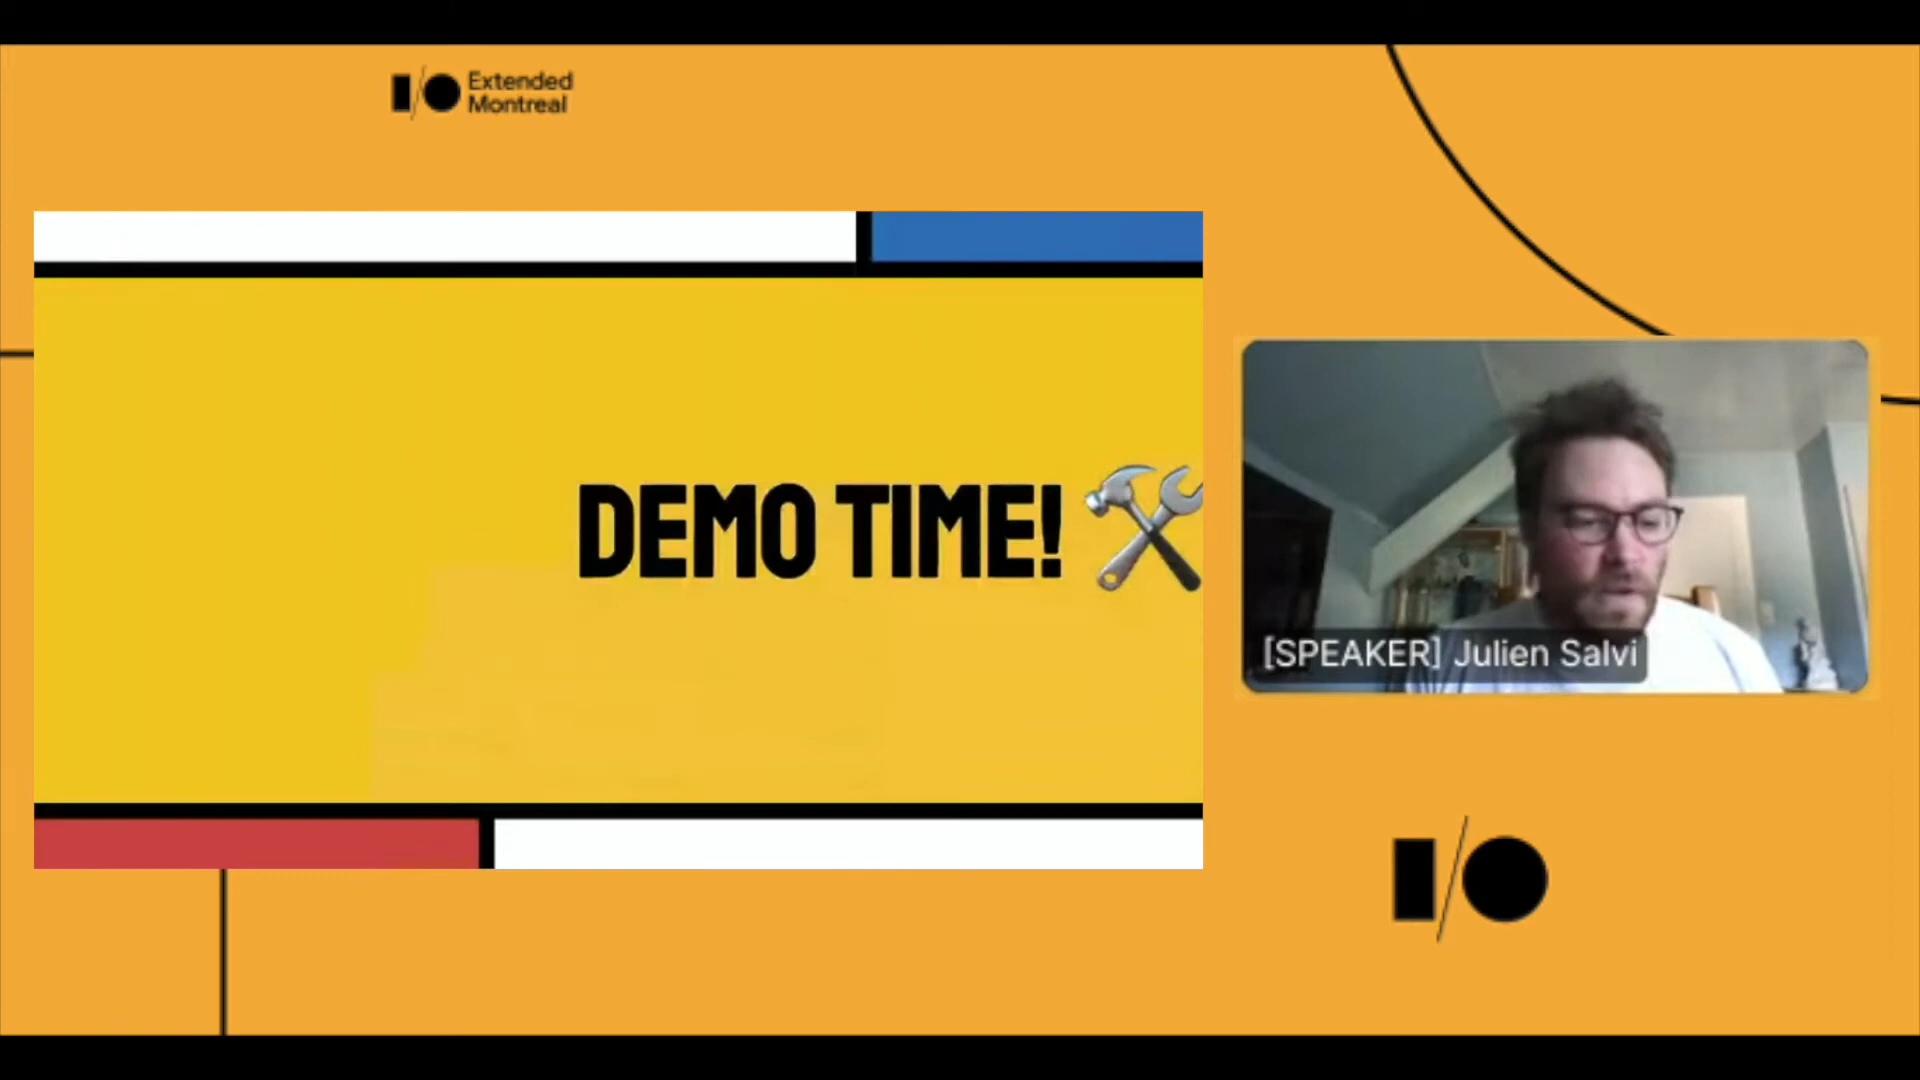 I/O Extended
Montreal
DEMO TIME!
[SPEAKER] Julien Salvi
I/O